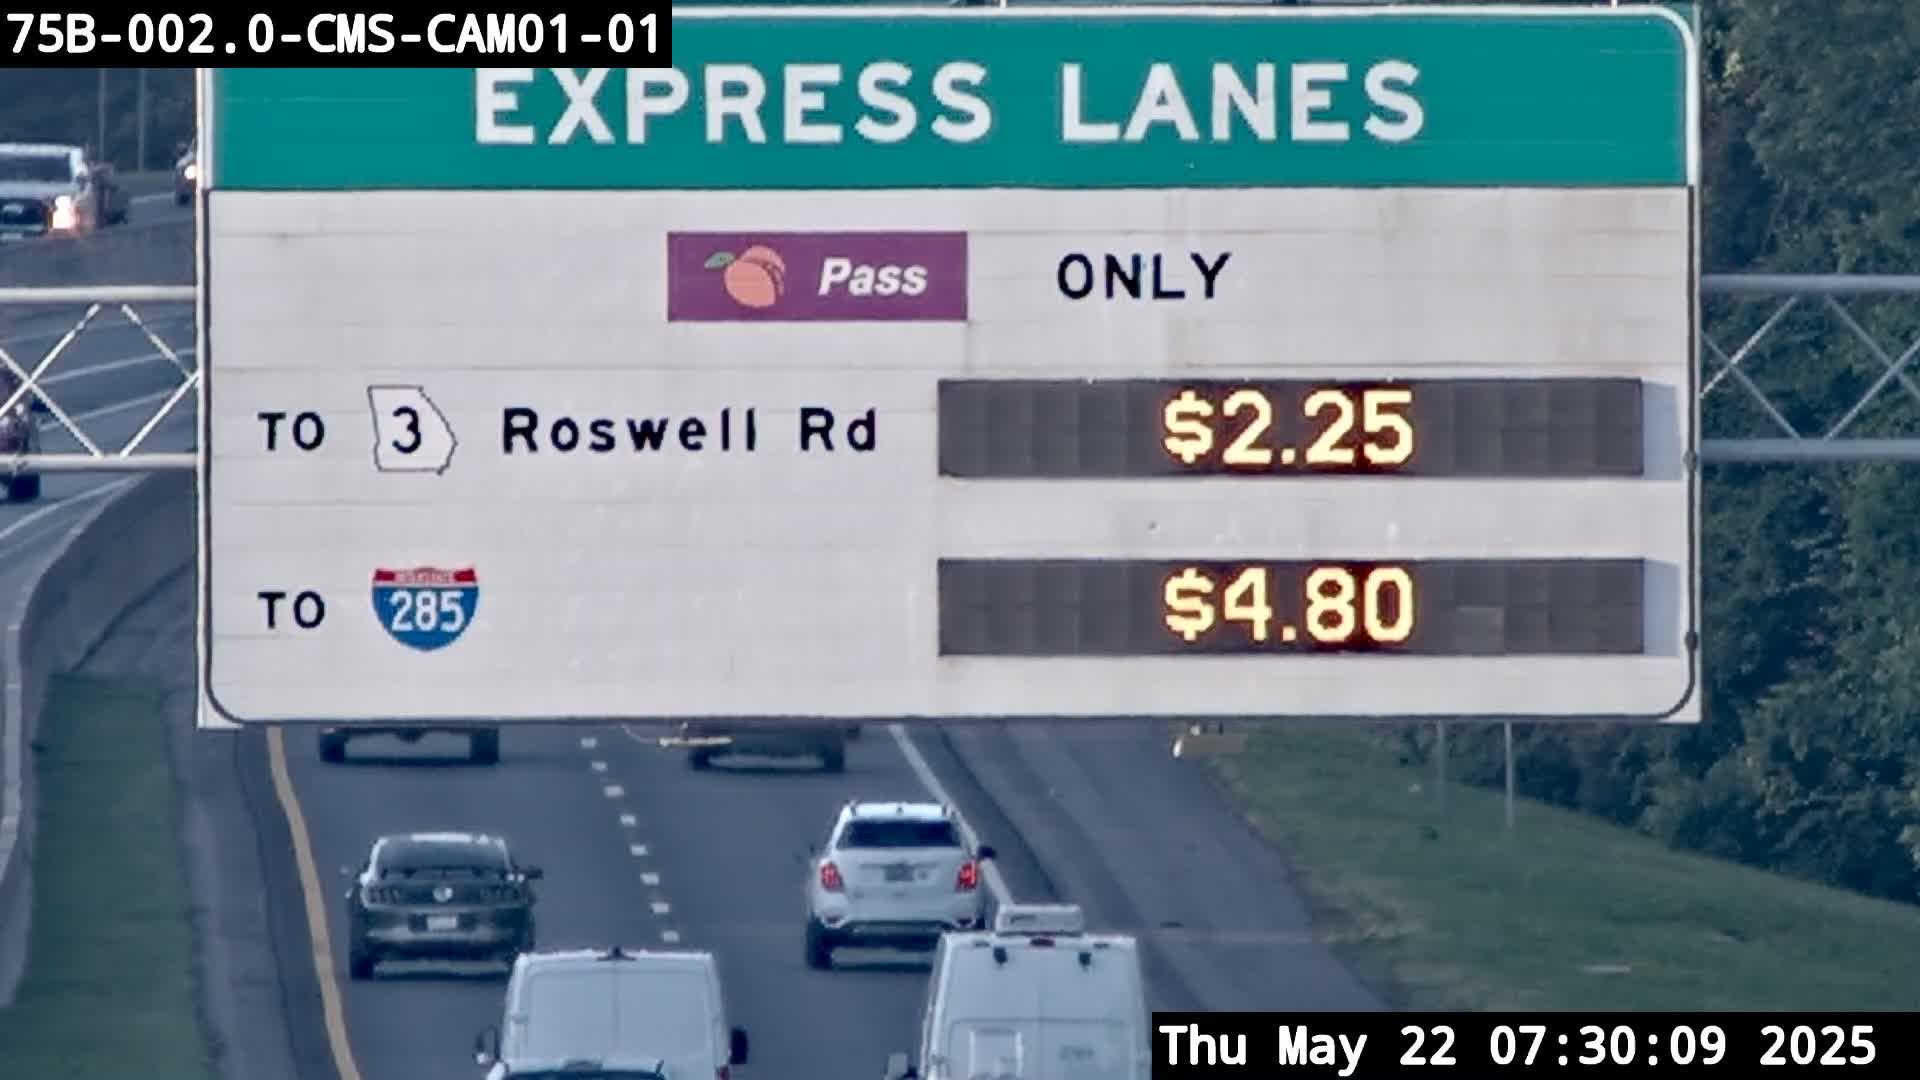 75B-002.0-CMS-CAM01-01
EXPRESS LANES
Pass ONLY
TO 3 Roswell Rd $2.25
TO INTERSTATE 285 $4.80
Thu May 22 07:30:09 2025